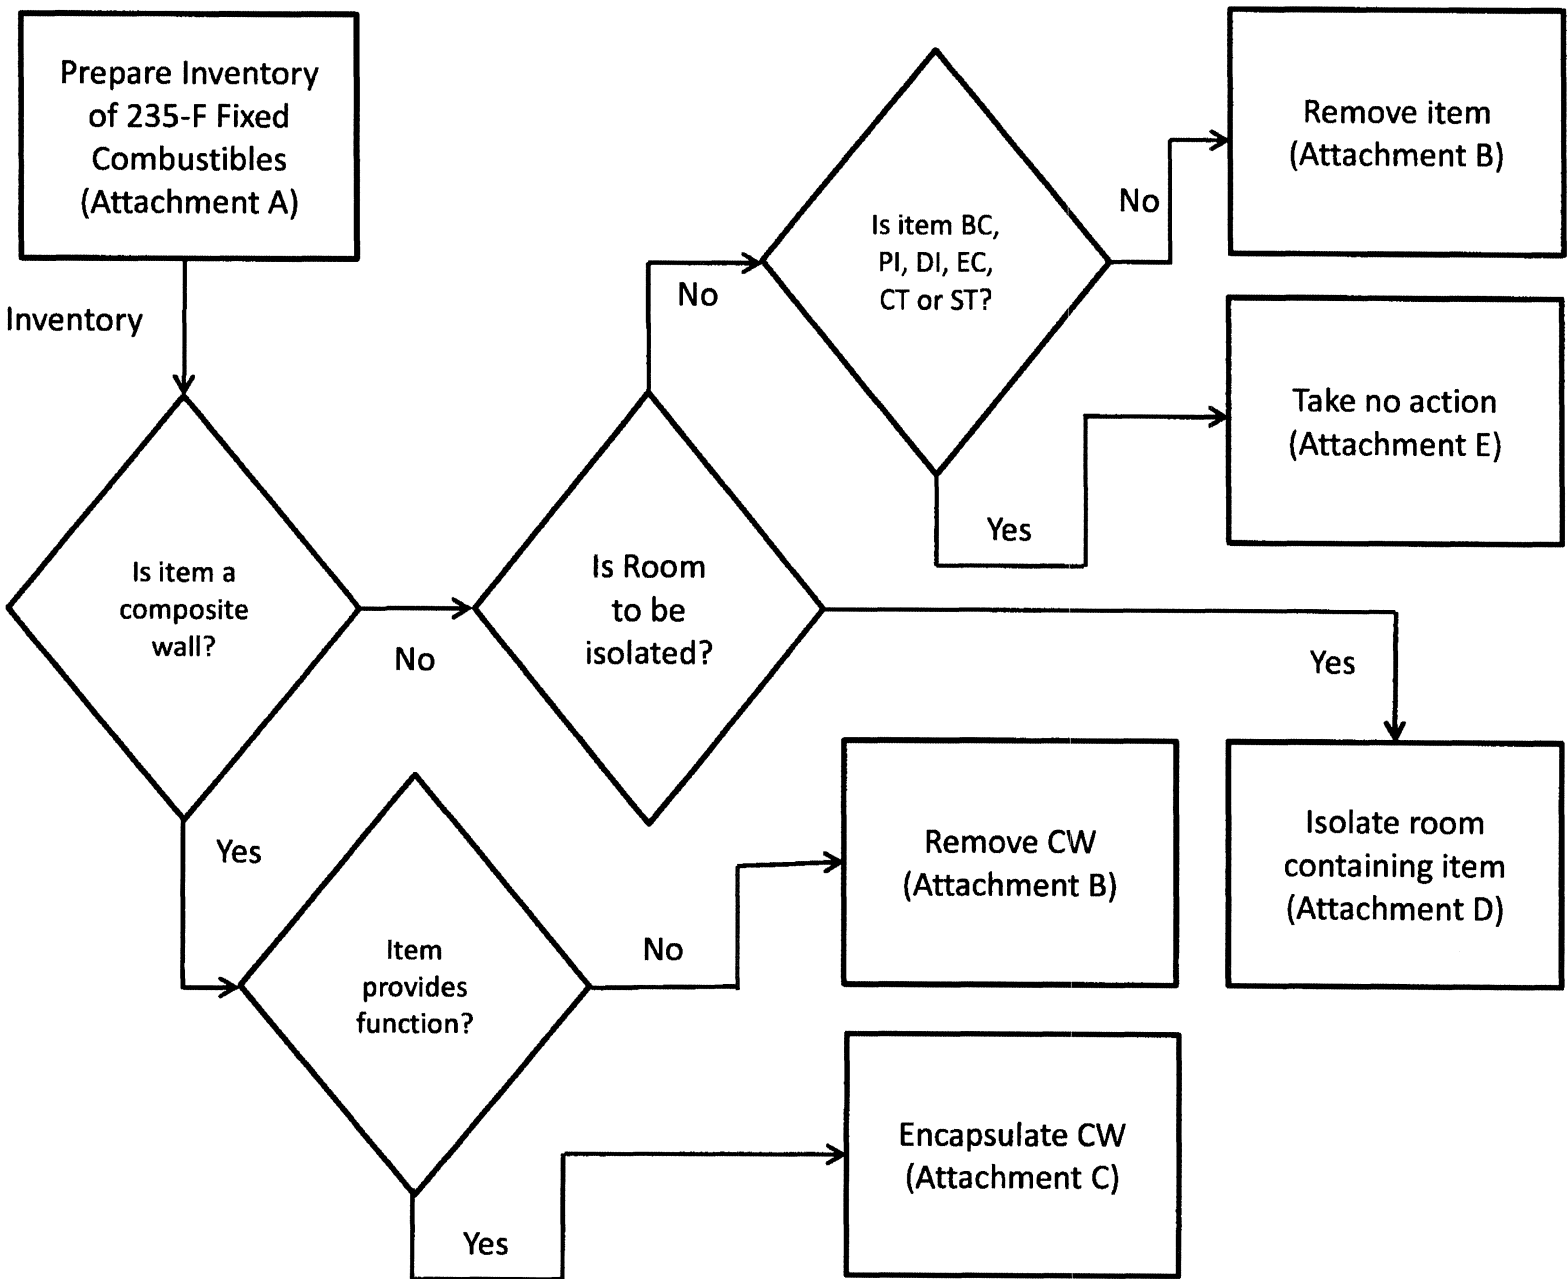 Prepare Inventory
of 235-F Fixed
Combustibles
(Attachment A)
Inventory
Is item a
composite
wall?
No
Yes
Is Room
to be
isolated?
No
Yes
Is item BC,
PI, DI, EC,
CT or ST?
No
Yes
Remove item
(Attachment B)
Take no action
(Attachment E)
Isolate room
containing item
(Attachment D)
Item
provides
function?
No
Yes
Remove CW
(Attachment B)
Encapsulate CW
(Attachment C)